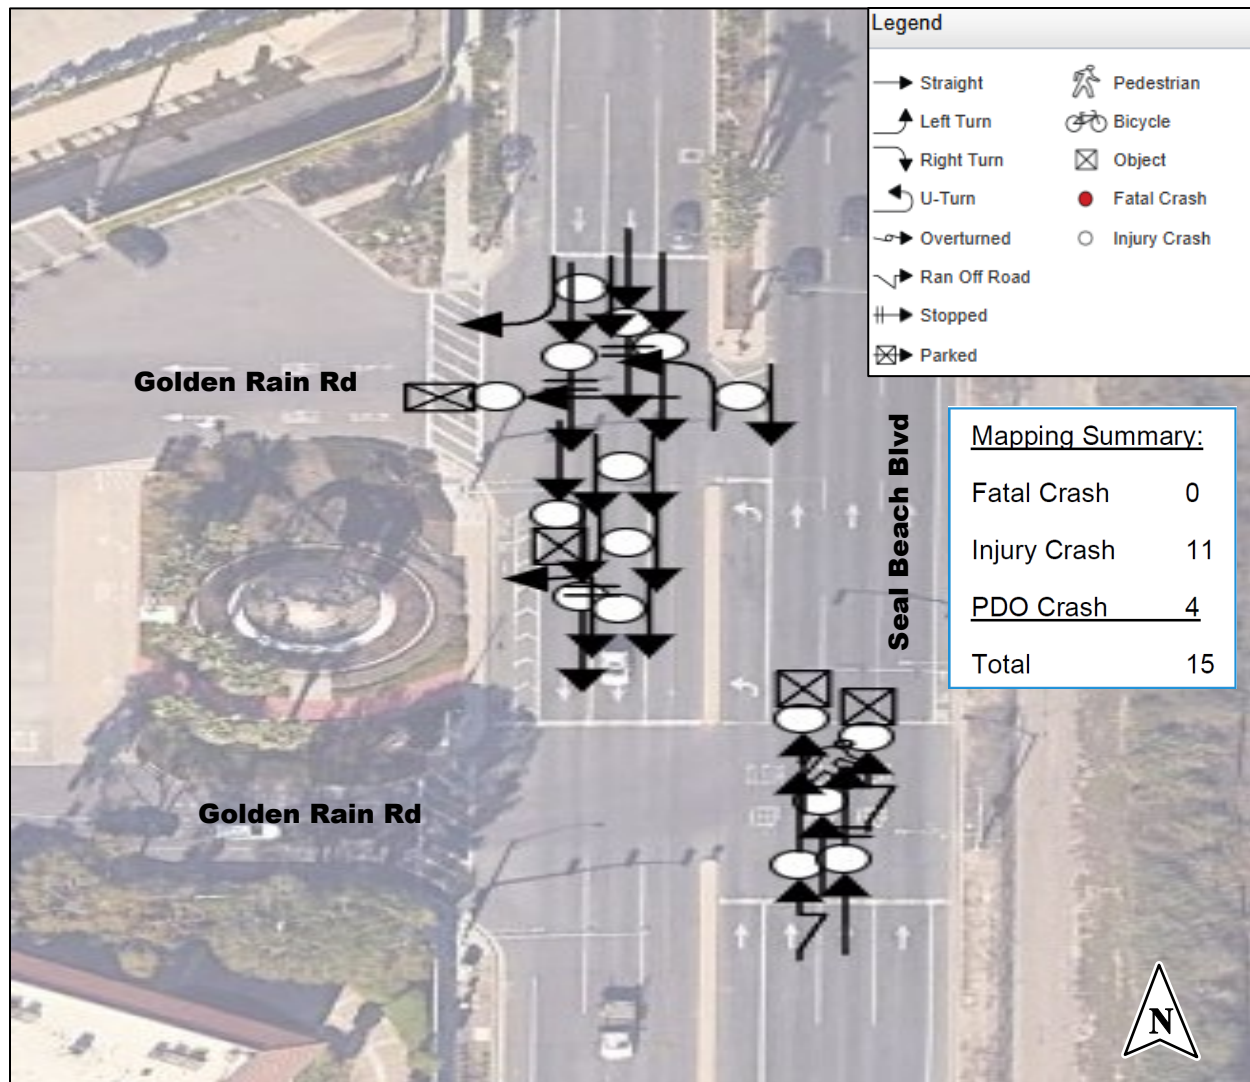 Legend
Straight
Pedestrian
Left Turn
Bicycle
Right Turn
Object
U-Turn
Fatal Crash
Overturned
Injury Crash
Ran Off Road
Stopped
Parked
Golden Rain Rd
Seal Beach Blvd
Mapping Summary:
Fatal Crash 0
Injury Crash 11
PDO Crash 4
Total 15
Golden Rain Rd
N